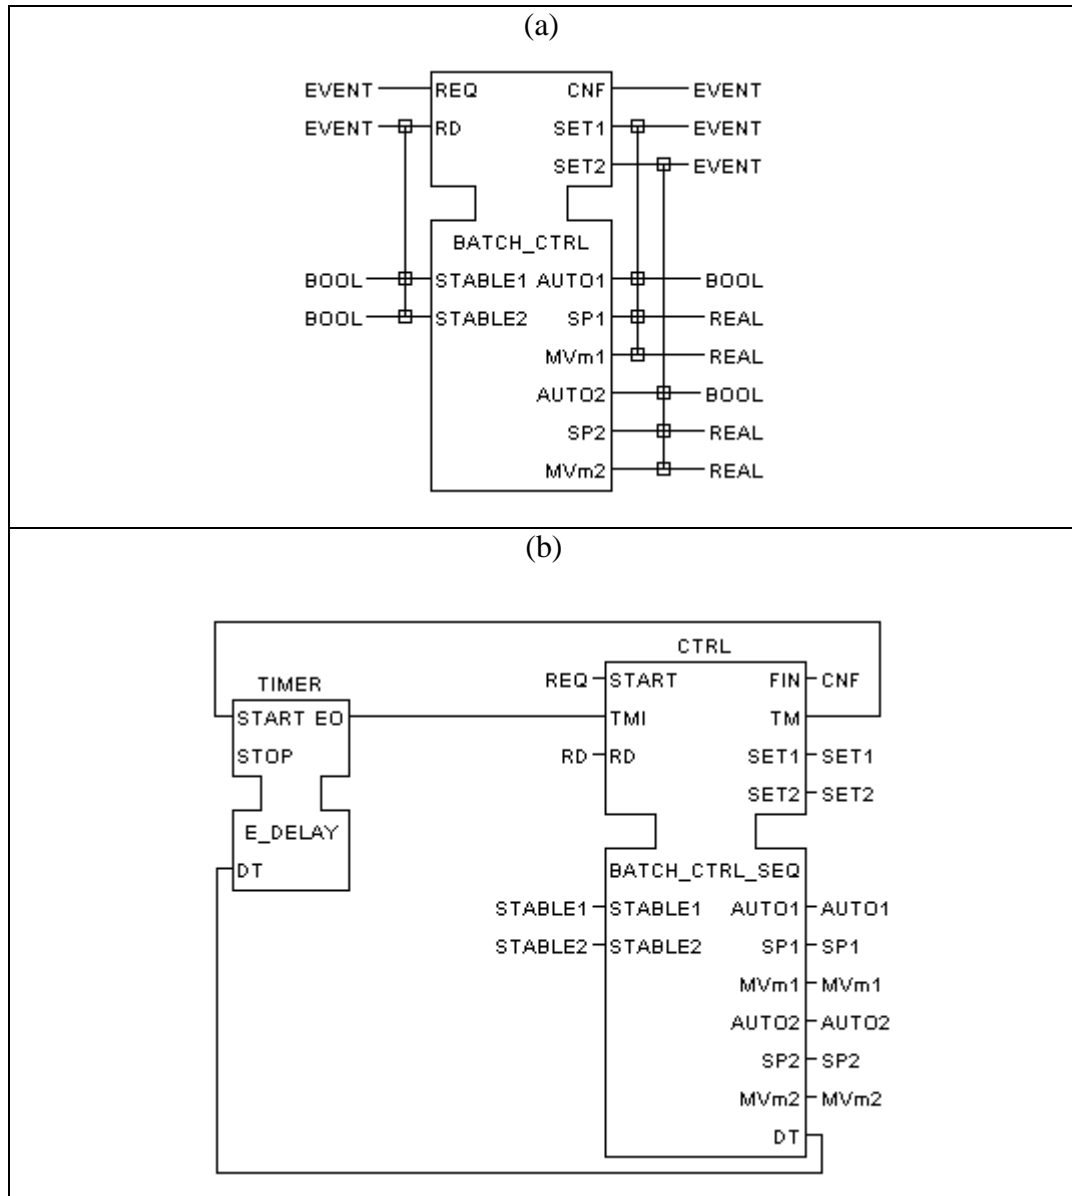 (a)
EVENT REQ CNF EVENT
EVENT RD SET1 EVENT
SET2 EVENT
BATCH_CTRL
BOOL STABLE1 AUTO1 BOOL
BOOL STABLE2 SP1 REAL
MVm1 REAL
AUTO2 BOOL
SP2 REAL
MVm2 REAL
(b)
CTRL
TIMER
REQ START FIN CNF
START EO TMI TM
STOP RD RD SET1 SET1
SET2 SET2
E_DELAY
DT
BATCH_CTRL_SEQ
STABLE1 STABLE1 AUTO1 AUTO1
STABLE2 STABLE2 SP1 SP1
MVm1 MVm1
AUTO2 AUTO2
SP2 SP2
MVm2 MVm2
DT